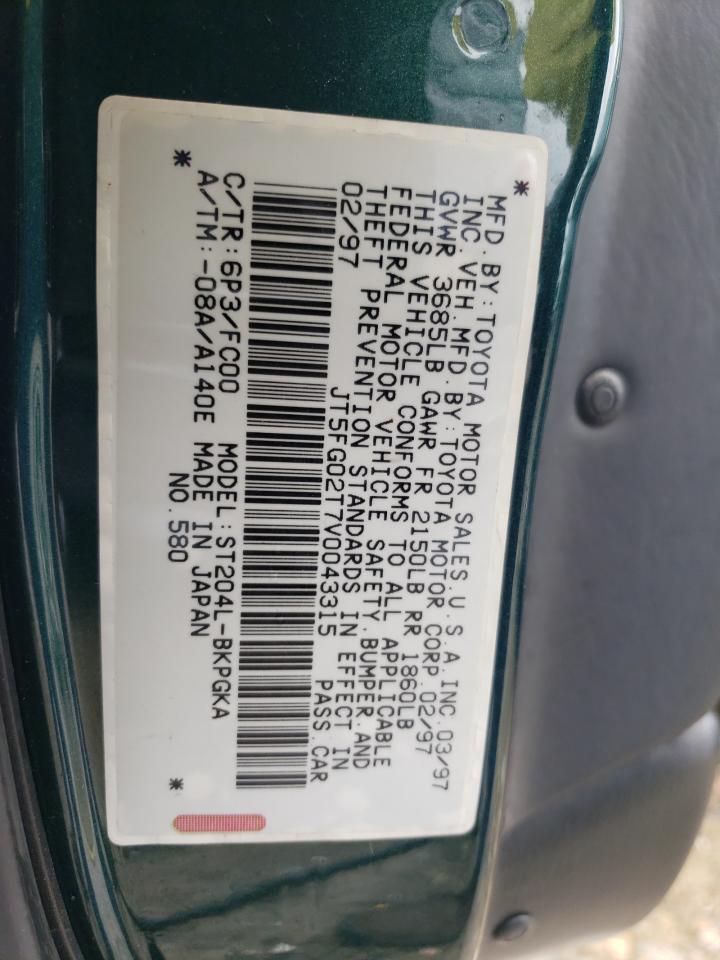 MFD.BY:TOYOTA MOTOR SALES.U.S.A.INC.03/97
INC.VEH.MFD.BY:TOYOTA MOTOR CORP.02/97
GVWR 3685LB GAWR FR 2150LB RR 1860LB
THIS VEHICLE CONFORMS TO ALL APPLICABLE
FEDERAL MOTOR VEHICLE SAFETY.BUMPER.AND
THEFT PREVENTION STANDARDS IN EFFECT IN
02/97 JT5FG02T7V0043315 PASS.CAR
C/TR:6P3/FC00 MODEL:ST204L-BKPGKA
A/TM:-08A/A140E MADE IN JAPAN
NO.580